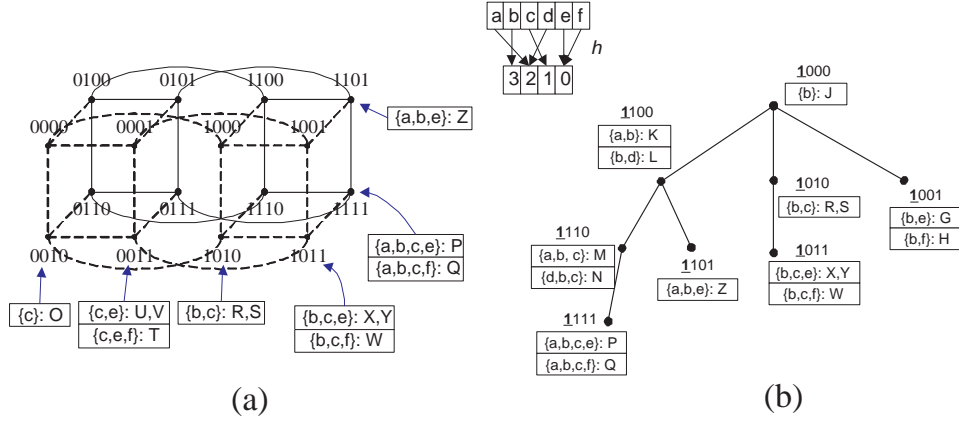 a b c d e f
h
3 2 1 0
0100 0101 1100 1101
{a,b,e}: Z
0000 0001 1000 1001
0110 0111 1110 1111
{a,b,c,e}: P
{a,b,c,f}: Q
0010 0011 1010 1011
{c}: O
{c,e}: U,V
{c,e,f}: T
{b,c}: R,S
{b,c,e}: X,Y
{b,c,f}: W
(a)
1000
{b}: J
1100
{a,b}: K
{b,d}: L
1010
{b,c}: R,S
1001
{b,e}: G
{b,f}: H
1110
{a,b, c}: M
{d,b,c}: N
1101
{a,b,e}: Z
1011
{b,c,e}: X,Y
{b,c,f}: W
1111
{a,b,c,e}: P
{a,b,c,f}: Q
(b)